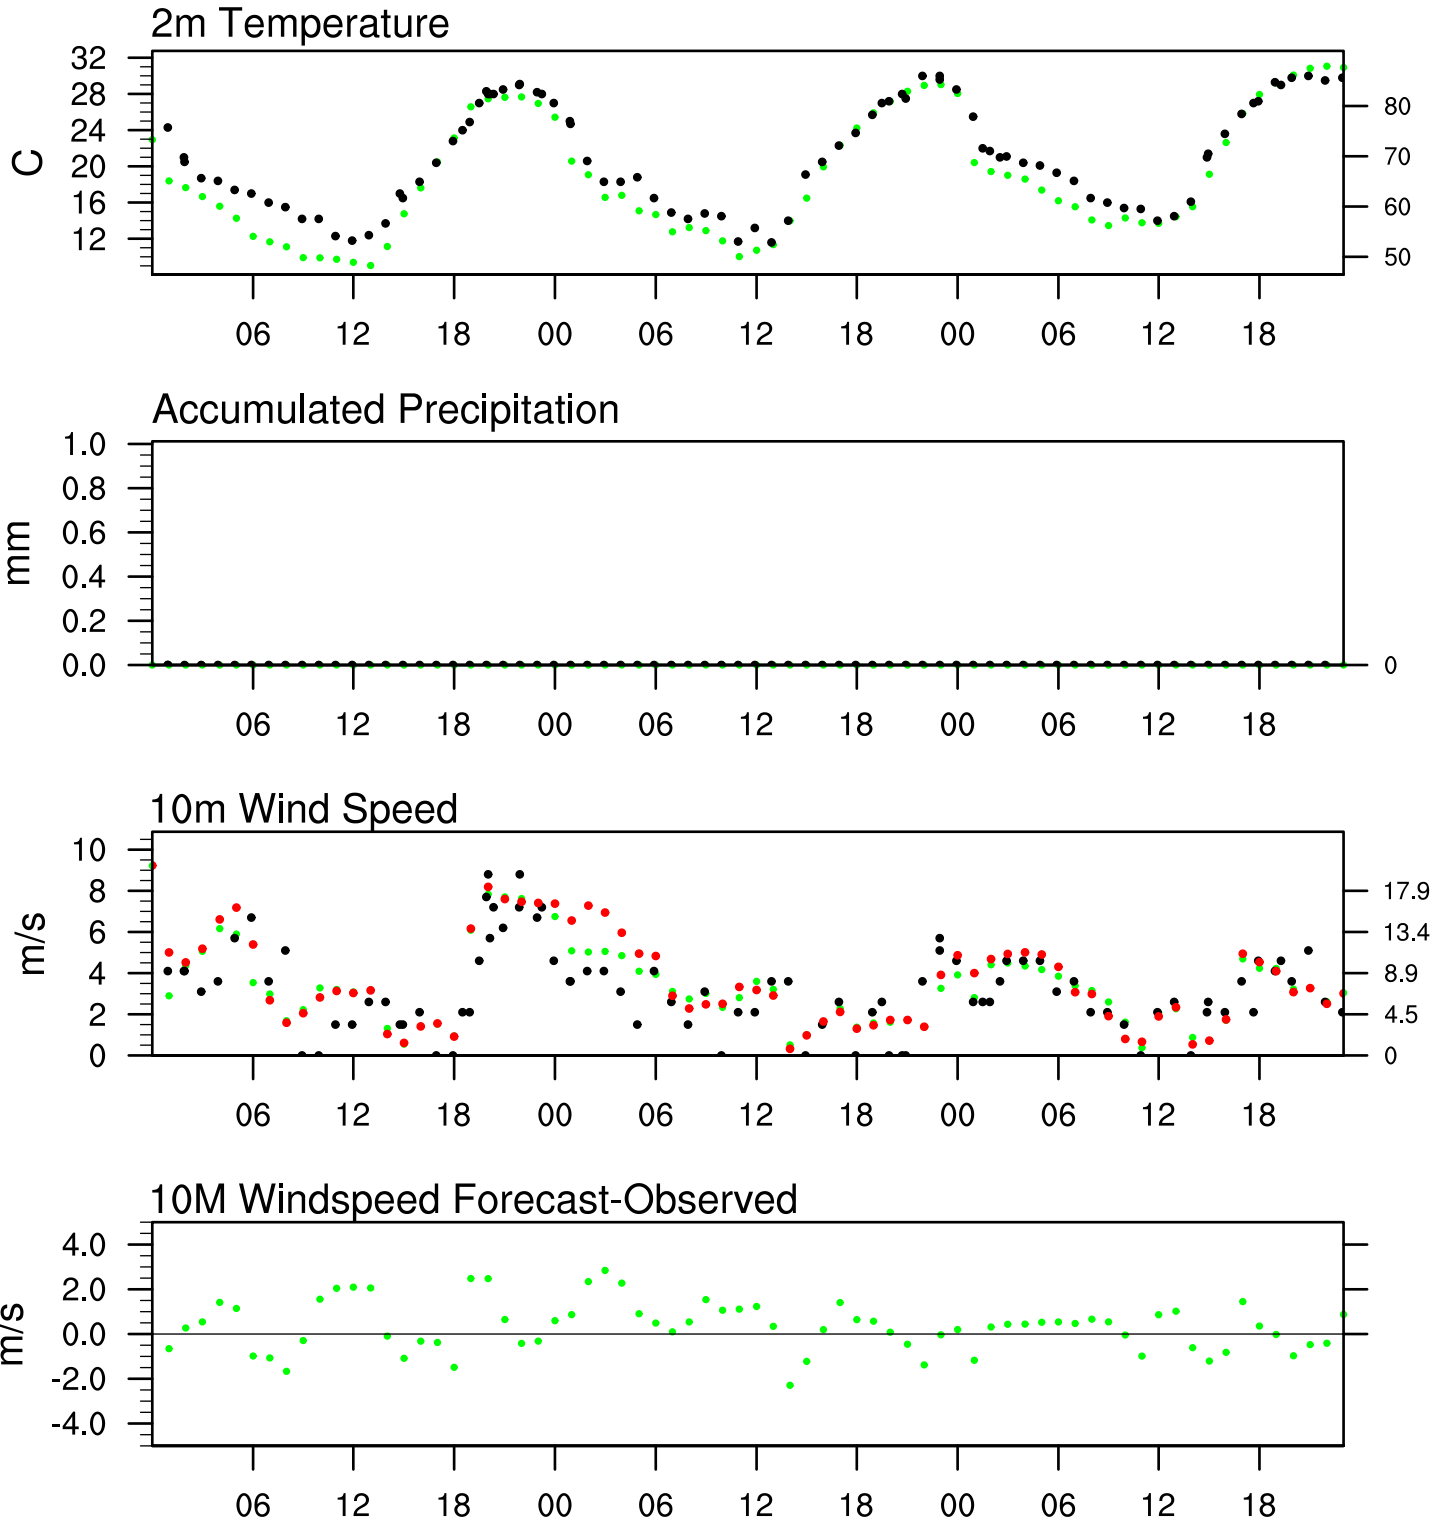 2m Temperature
32
28
24
20
16
12
C
80
70
60
50
06 12 18 00 06 12 18 00 06 12 18
Accumulated Precipitation
1.0
0.8
0.6
0.4
0.2
0.0
mm
0
06 12 18 00 06 12 18 00 06 12 18
10m Wind Speed
10
8
6
4
2
0
m/s
17.9
13.4
8.9
4.5
0
06 12 18 00 06 12 18 00 06 12 18
10M Windspeed Forecast-Observed
4.0
2.0
0.0
-2.0
-4.0
m/s
06 12 18 00 06 12 18 00 06 12 18